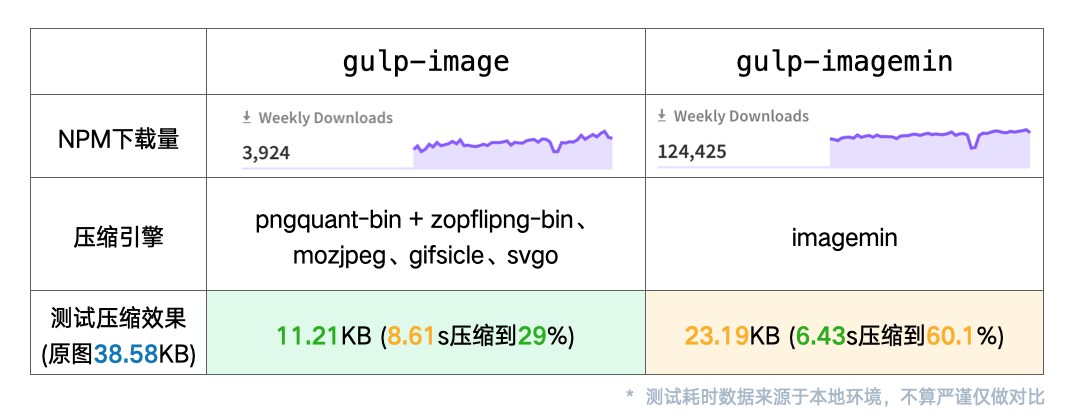 gulp-image
gulp-imagemin
NPM下载量
Weekly Downloads
3,924
Weekly Downloads
124,425
压缩引擎
pngquant-bin + zopflipng-bin、
mozjpeg、gifsicle、svgo
imagemin
测试压缩效果
(原图38.58KB)
11.21KB (8.61s压缩到29%)
23.19KB (6.43s压缩到60.1%)
* 测试耗时数据来源于本地环境，不算严谨仅做对比